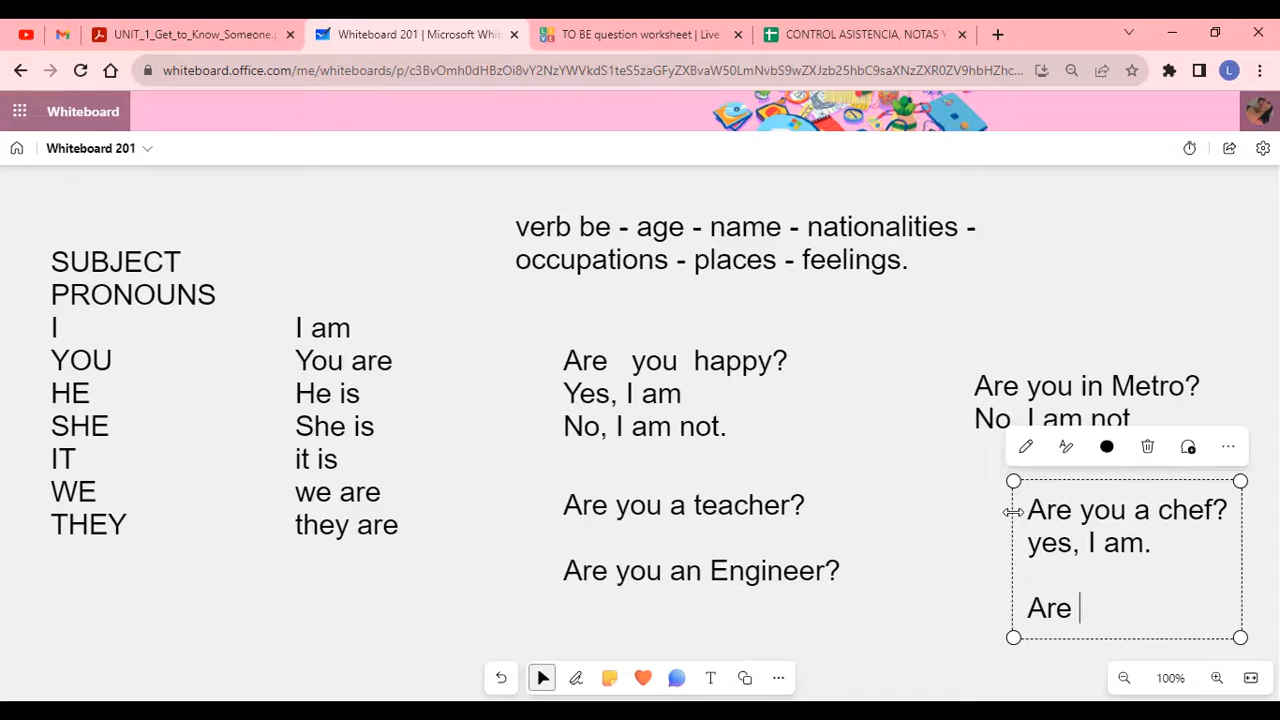 UNIT_1_Get_to_Know_Someone.
Whiteboard 201 | Microsoft Whit
TO BE question worksheet | Live
CONTROL ASISTENCIA, NOTAS Y
L
Whiteboard
Whiteboard 201
verb be - age - name - nationalities -
occupations - places - feelings.
SUBJECT
PRONOUNS
I
YOU
HE
SHE
IT
WE
THEY
I am
You are
He is
She is
it is
we are
they are
Are you happy?
Yes, I am
No, I am not.
Are you a teacher?
Are you an Engineer?
Are you in Metro?
No I am not
Are you a chef?
yes, I am.
Are
100%